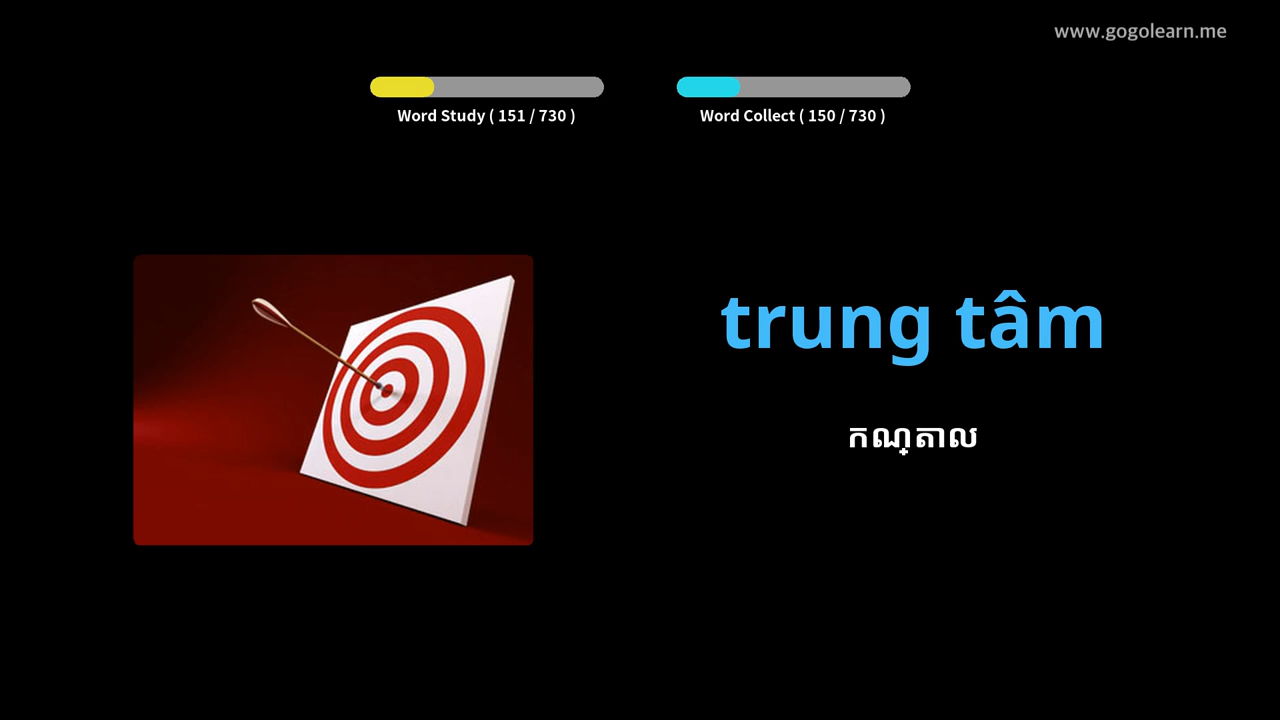 www.gogolearn.me
Word Study ( 151 / 730 )
Word Collect ( 150 / 730 )
trung tâm
កណ្តាល